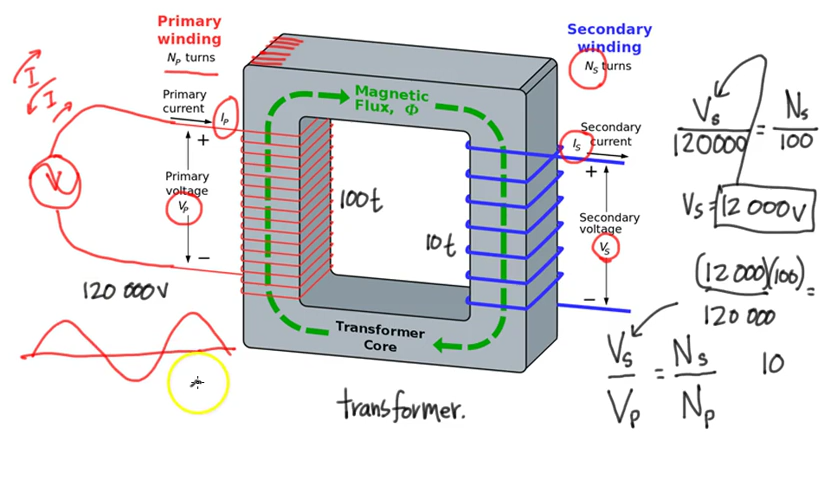 Primary
winding
Nₚ turns
Primary
current
Iₚ
I
I
+
Primary
voltage
Vₚ
−
V
120 000V
100t
Magnetic
Flux, Φ
10t
Transformer
Core
transformer.
Secondary
winding
Nₛ turns
Secondary
current
Iₛ
+
Secondary
voltage
Vₛ
−
Vₛ/120000 = Nₛ/100
Vₛ = 12 000V
(12 000)(100)/120 000 =
10
Vₛ/Vₚ = Nₛ/Nₚ